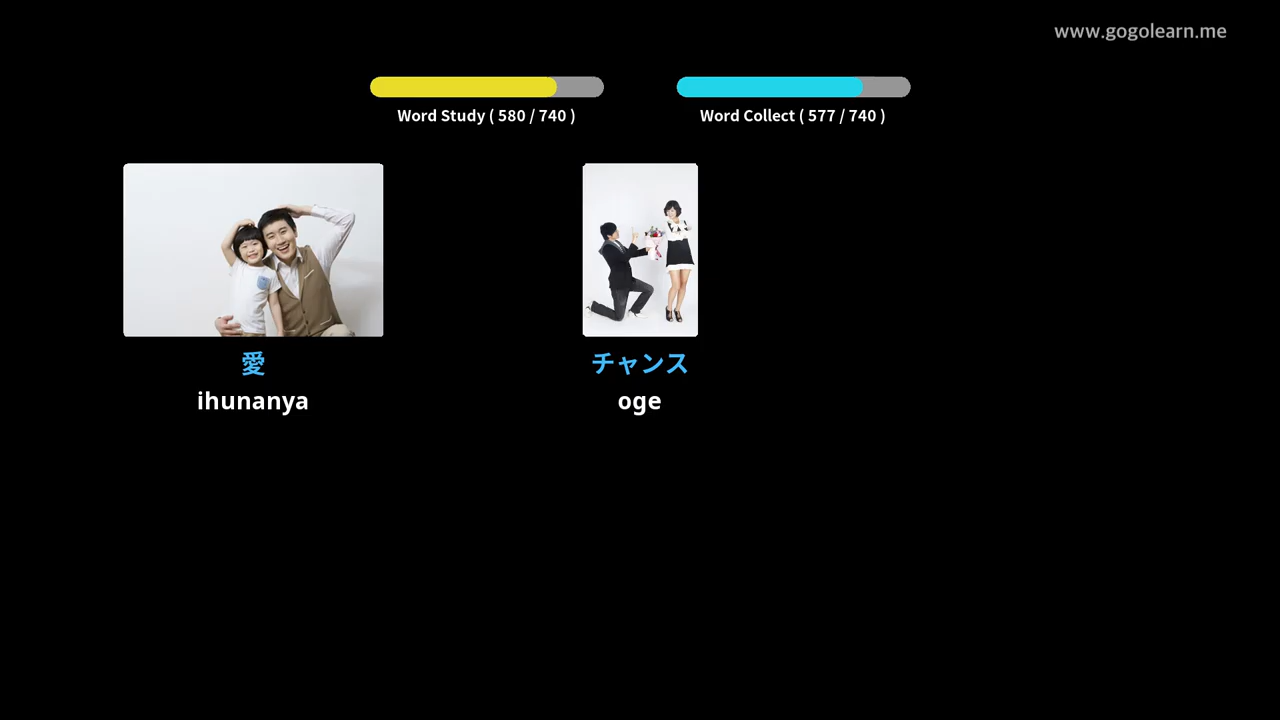 www.gogolearn.me
Word Study ( 580 / 740 )
Word Collect ( 577 / 740 )
愛
ihunanya
チャンス
oge